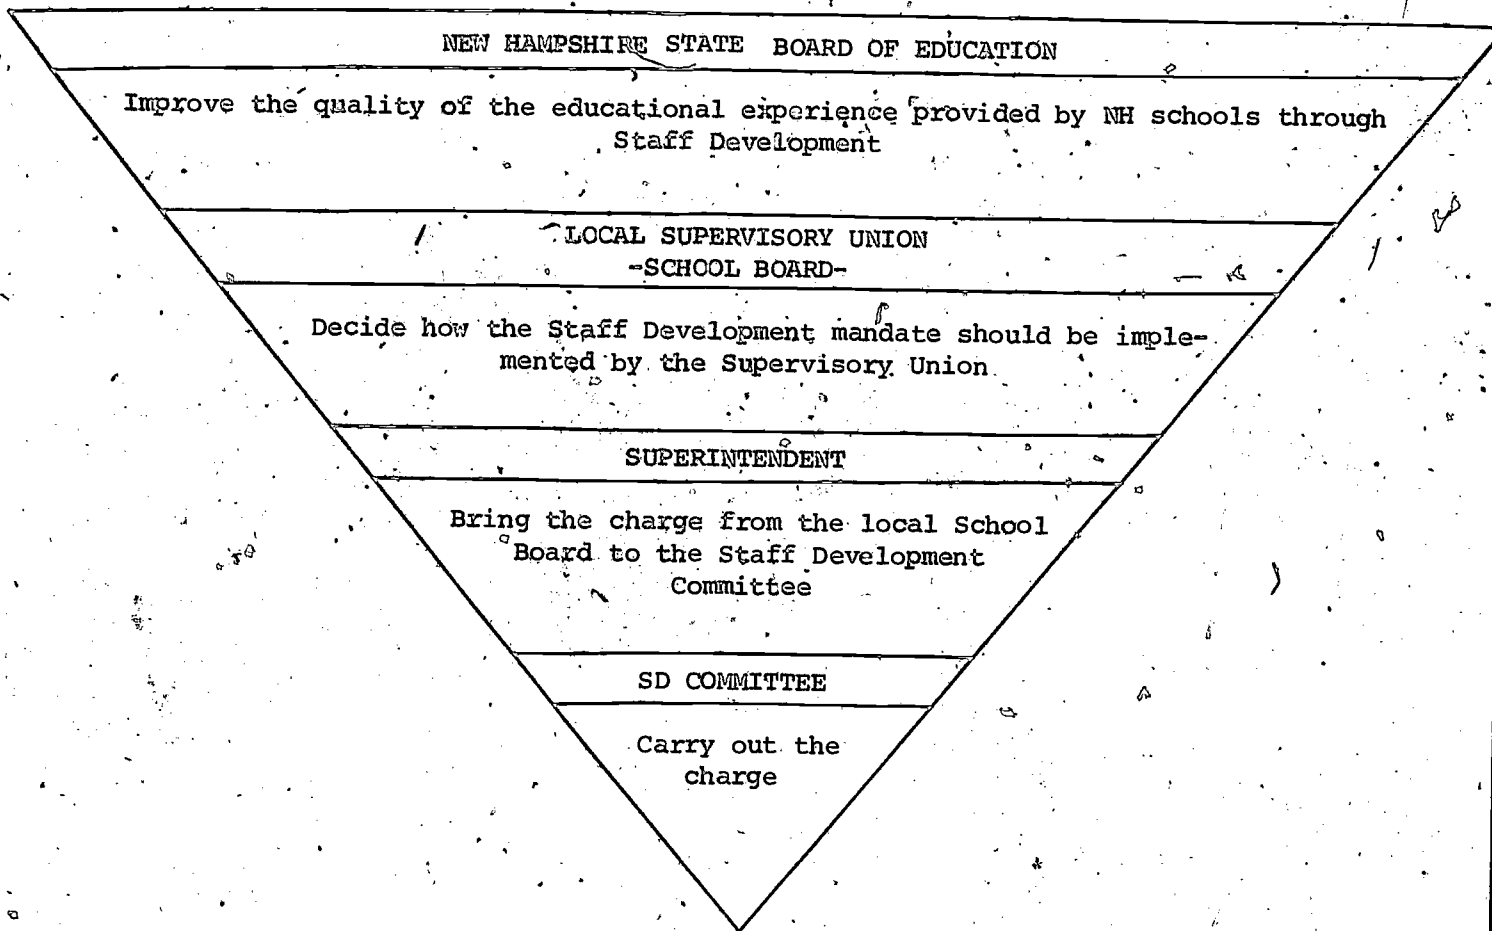 NEW HAMPSHIRE STATE BOARD OF EDUCATION
Improve the quality of the educational experience provided by NH schools through
Staff Development
LOCAL SUPERVISORY UNION
-SCHOOL BOARD-
Decide how the Staff Development mandate should be imple-
mented by the Supervisory Union
SUPERINTENDENT
Bring the charge from the local School
Board to the Staff Development
Committee
SD COMMITTEE
Carry out the
charge